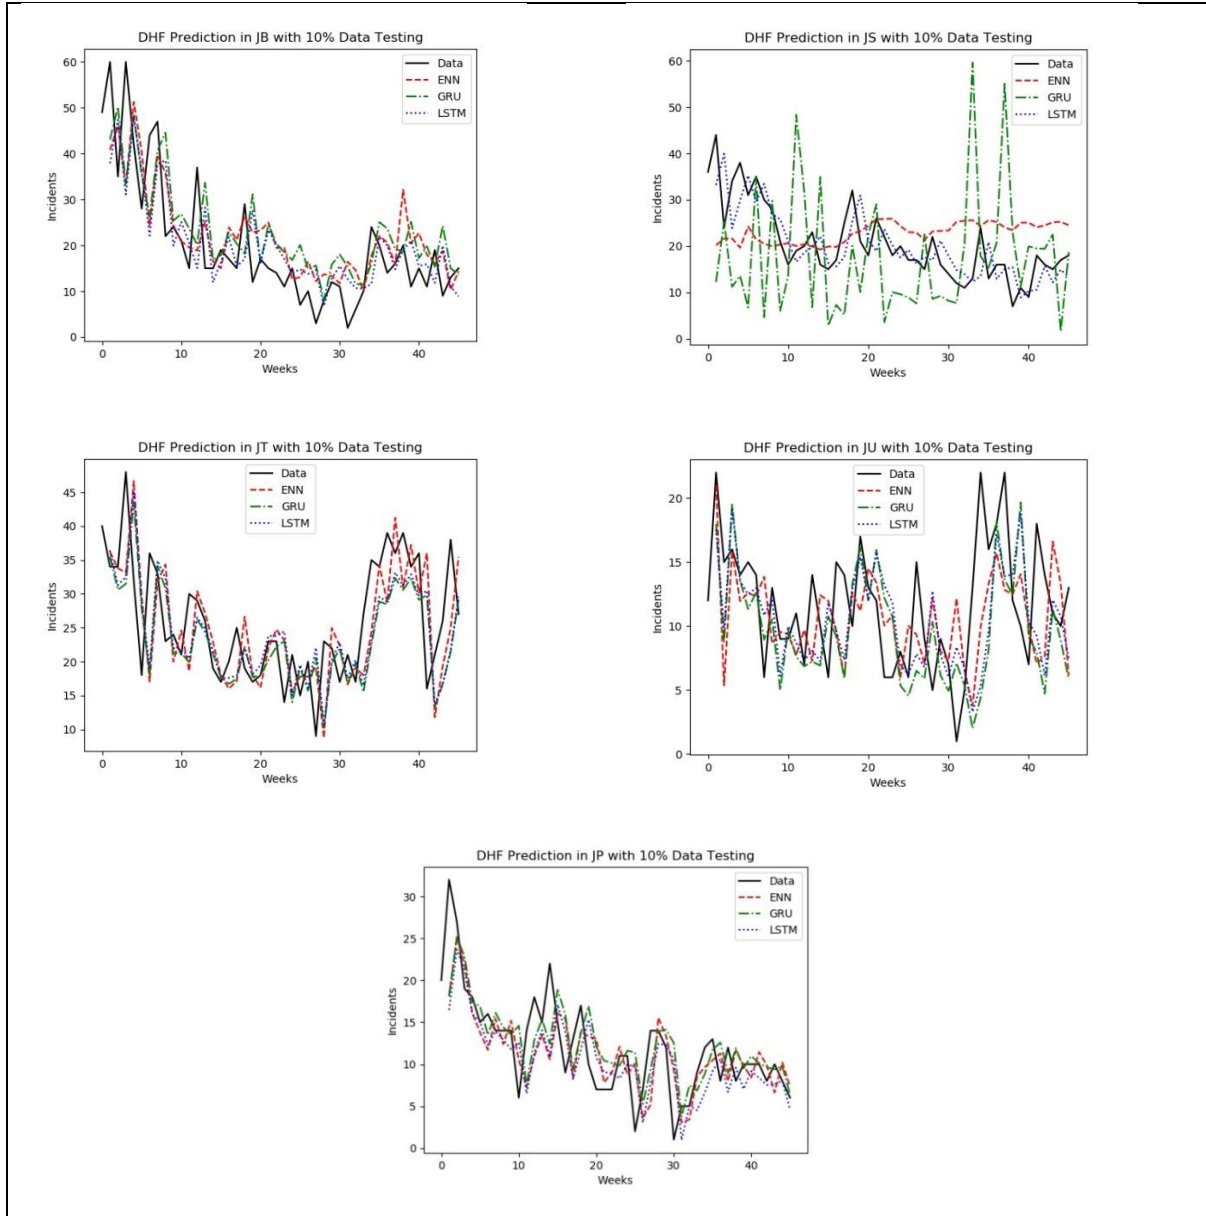 DHF Prediction in JB with 10% Data Testing
60
50
40
30
20
10
0
Incidents
Data
ENN
GRU
LSTM
0 10 20 30 40
Weeks
DHF Prediction in JS with 10% Data Testing
60
50
40
30
20
10
0
Incidents
Data
ENN
GRU
LSTM
0 10 20 30 40
Weeks
DHF Prediction in JT with 10% Data Testing
45
40
35
30
25
20
15
10
Incidents
Data
ENN
GRU
LSTM
0 10 20 30 40
Weeks
DHF Prediction in JU with 10% Data Testing
20
15
10
5
0
Incidents
Data
ENN
GRU
LSTM
0 10 20 30 40
Weeks
DHF Prediction in JP with 10% Data Testing
30
25
20
15
10
5
0
Incidents
Data
ENN
GRU
LSTM
0 10 20 30 40
Weeks